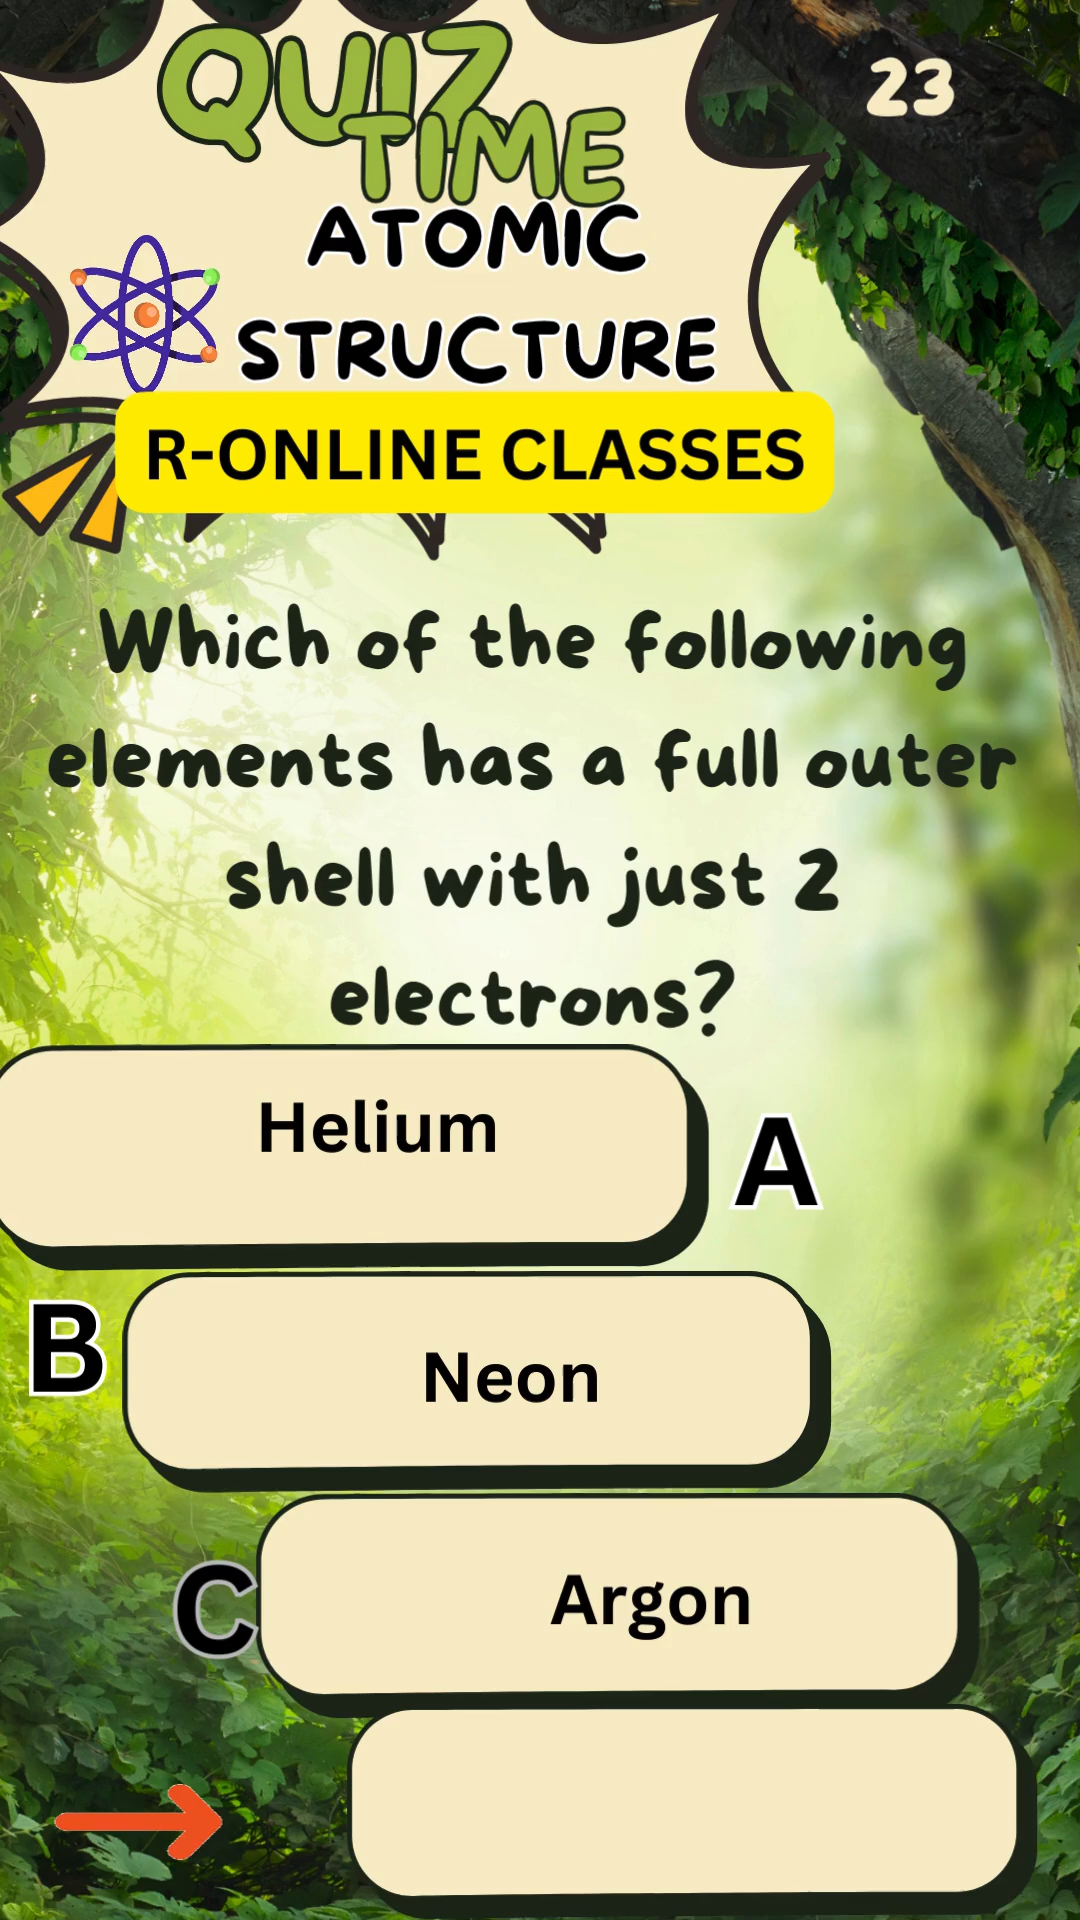 QUIZ
TIME
23
ATOMIC
STRUCTURE
R-ONLINE CLASSES
Which of the following
elements has a full outer
shell with just 2
electrons?
Helium
A
B
Neon
C
Argon